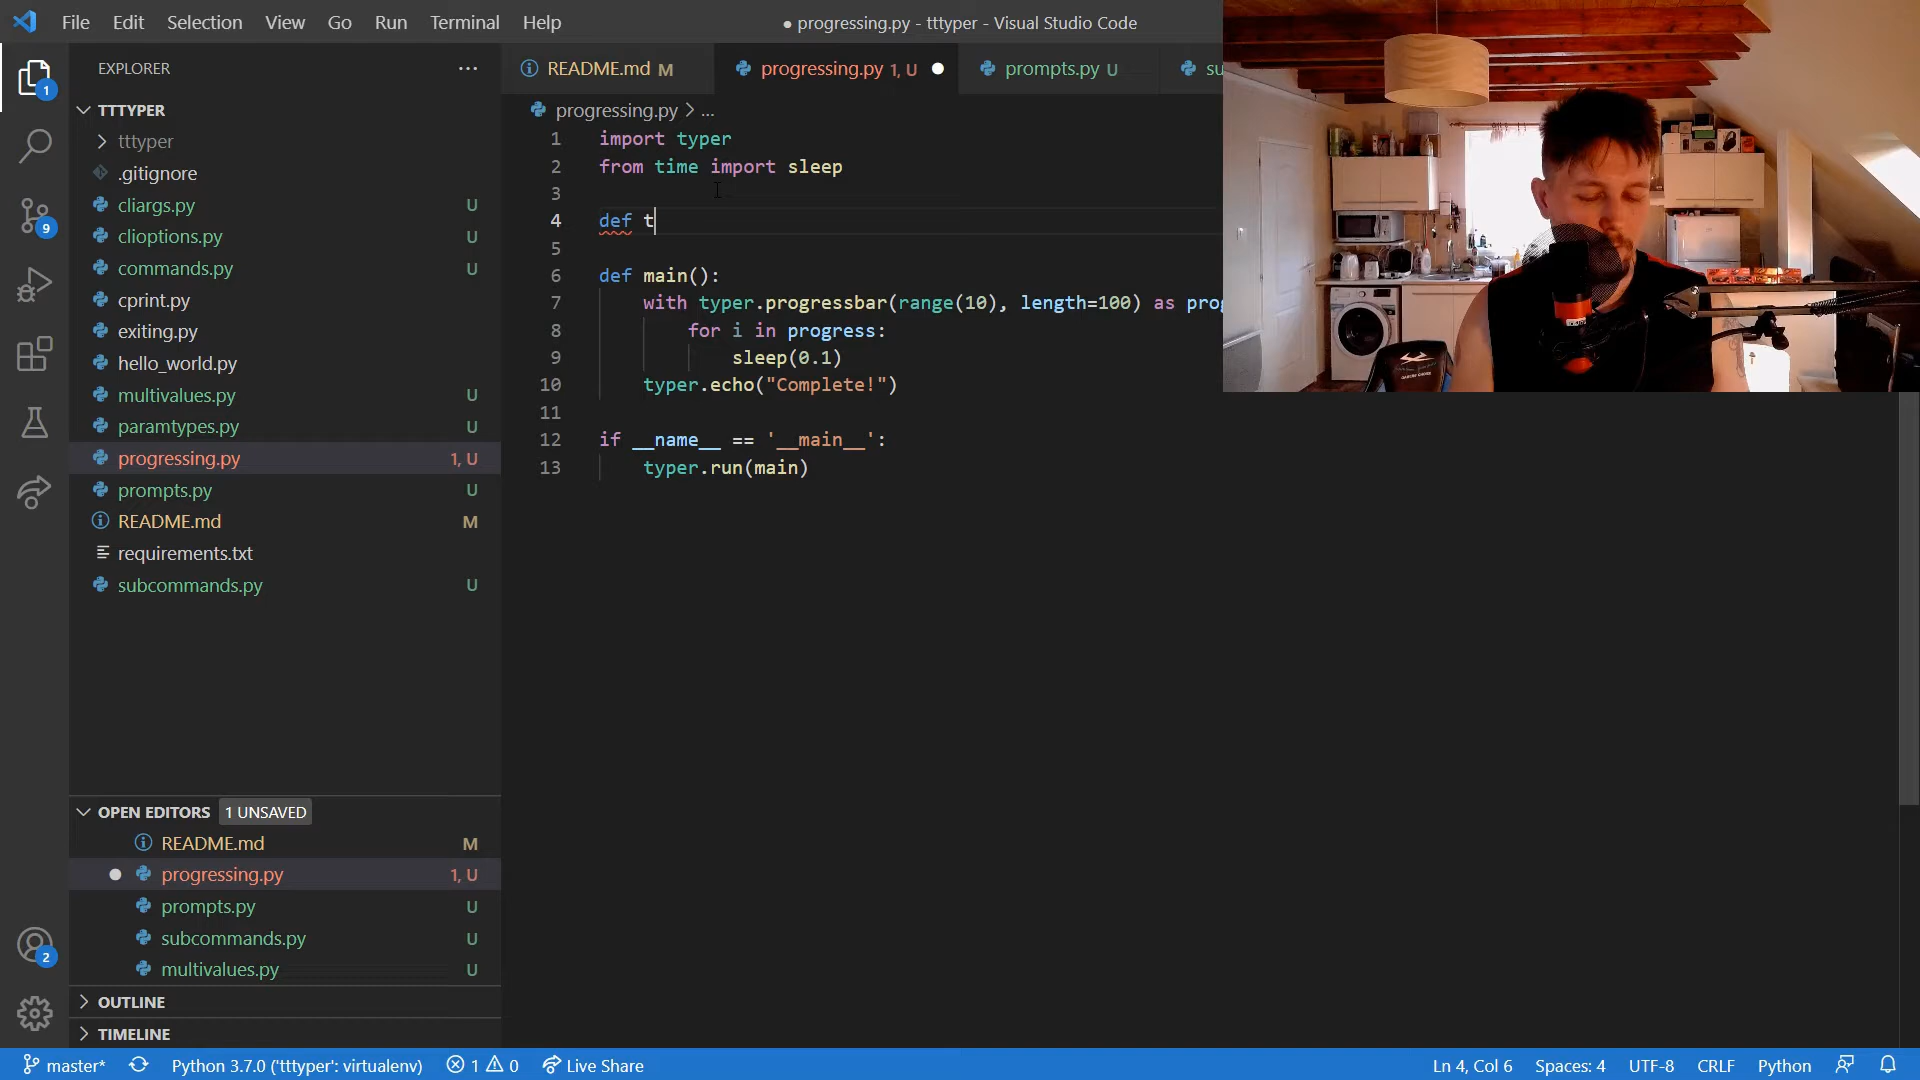 File Edit Selection View Go Run Terminal Help
● progressing.py - tttyper - Visual Studio Code
EXPLORER ...
README.md M
progressing.py 1, U
prompts.py U
su
TTTYPER
progressing.py > ...
tttyper
.gitignore
cliargs.py U
clioptions.py U
commands.py U
cprint.py
exiting.py
hello_world.py
multivalues.py U
paramtypes.py U
progressing.py 1, U
prompts.py U
README.md M
requirements.txt
subcommands.py U
1 import typer
2 from time import sleep
3
4 def t
5
6 def main():
7 with typer.progressbar(range(10), length=100) as prog
8 for i in progress:
9 sleep(0.1)
10 typer.echo("Complete!")
11
12 if __name__ == '__main__':
13 typer.run(main)
1
9
OPEN EDITORS 1 UNSAVED
README.md M
progressing.py 1, U
prompts.py U
subcommands.py U
multivalues.py U
OUTLINE
TIMELINE
2
master* Python 3.7.0 ('tttyper': virtualenv) 1 0 Live Share Ln 4, Col 6 Spaces: 4 UTF-8 CRLF Python